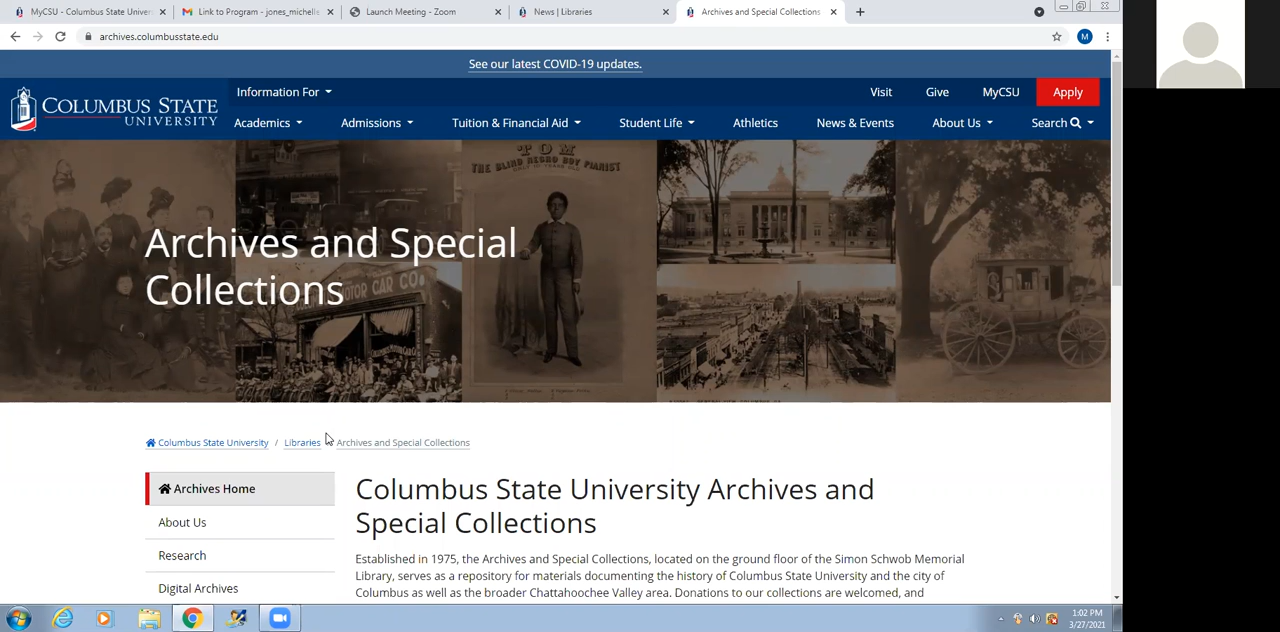 MyCSU - Columbus State Univer
Link to Program - jones_michelle
Launch Meeting - Zoom
News | Libraries
Archives and Special Collections
archives.columbusstate.edu
M
See our latest COVID-19 updates.
Information For
Visit
Give
MyCSU
Apply
COLUMBUS STATE
UNIVERSITY
Academics
Admissions
Tuition & Financial Aid
Student Life
Athletics
News & Events
About Us
Search
TOM
THE BLIND NEGRO BOY PIANIST
MOTOR CAR CO.
Archives and Special
Collections
Columbus State University / Libraries Archives and Special Collections
Archives Home
About Us
Research
Digital Archives
Columbus State University Archives and
Special Collections
Established in 1975, the Archives and Special Collections, located on the ground floor of the Simon Schwob Memorial
Library, serves as a repository for materials documenting the history of Columbus State University and the city of
Columbus as well as the broader Chattahoochee Valley area. Donations to our collections are welcomed, and
1:02 PM
3/27/2021